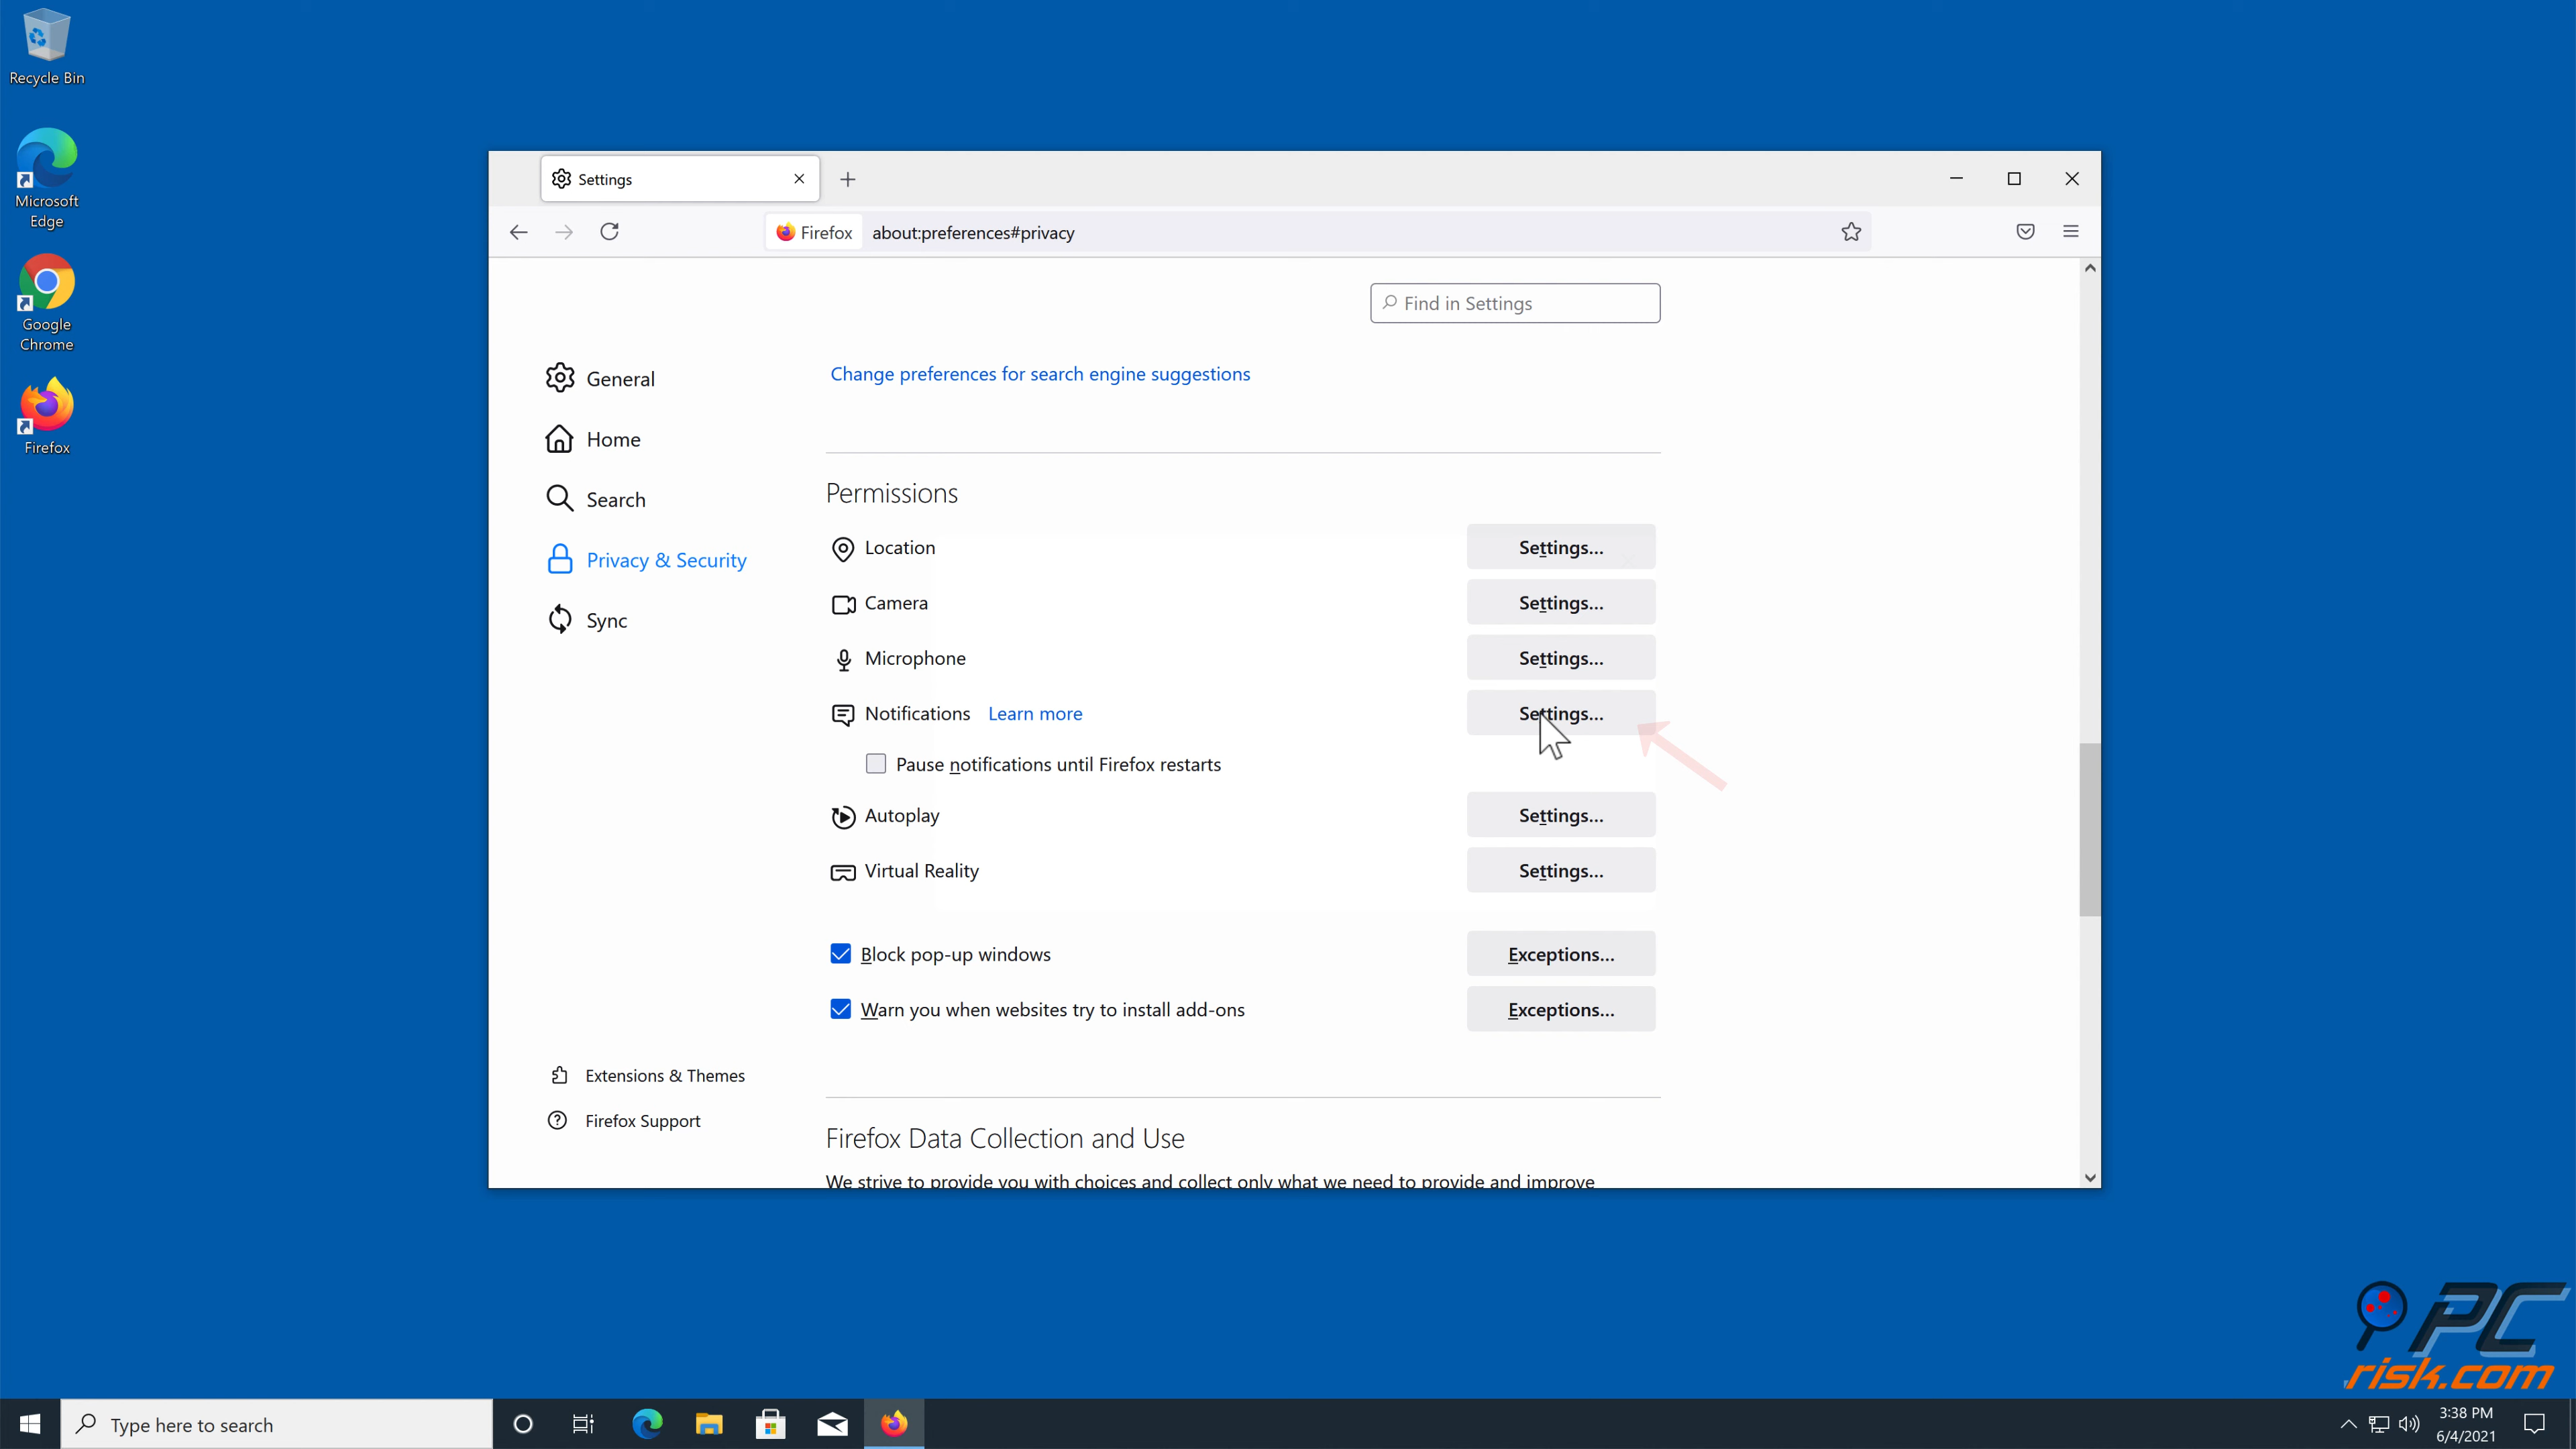 Recycle Bin
Microsoft
Edge
Google
Chrome
Firefox
Settings
Firefox about:preferences#privacy
Find in Settings
General
Home
Search
Privacy & Security
Sync
Extensions & Themes
Firefox Support
Change preferences for search engine suggestions
Permissions
Location Settings...
Camera Settings...
Microphone Settings...
Notifications Learn more Settings...
Pause notifications until Firefox restarts
Autoplay Settings...
Virtual Reality Settings...
Block pop-up windows Exceptions...
Warn you when websites try to install add-ons Exceptions...
Firefox Data Collection and Use
We strive to provide you with choices and collect only what we need to provide and improve
PC
risk.com
Type here to search
3:38 PM
6/4/2021